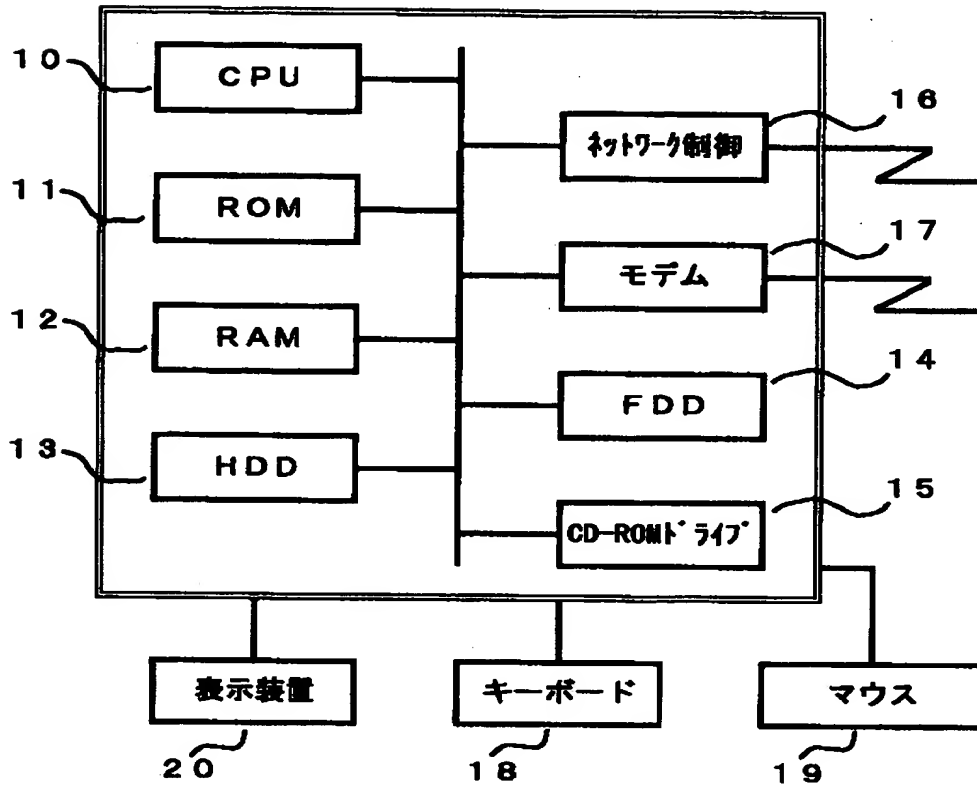 10
CPU
16
ネットワーク制御
11
ROM
17
モデム
12
RAM
14
FDD
13
HDD
15
CD-ROMドライブ
表示装置
キーボード
マウス
20
18
19